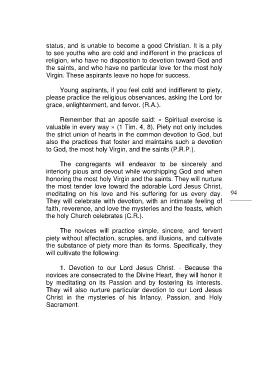 status, and is unable to become a good Christian. It is a pity
to see youths who are cold and indifferent in the practices of
religion, who have no disposition to devotion toward God and
the saints, and who have no particular love for the most holy
Virgin. These aspirants leave no hope for success.
Young aspirants, if you feel cold and indifferent to piety,
please practice the religious observances, asking the Lord for
grace, enlightenment, and fervor. (R.A.).
Remember that an apostle said: « Spiritual exercise is
valuable in every way » (1 Tim, 4, 8). Piety not only includes
the strict union of hearts in the common devotion to God, but
also the practices that foster and maintains such a devotion
to God, the most holy Virgin, and the saints (P.R.P.).
The congregants will endeavor to be sincerely and
interiorly pious and devout while worshipping God and when
honoring the most holy Virgin and the saints. They will nurture
the most tender love toward the adorable Lord Jesus Christ,
meditating on his love and his suffering for us every day.
94
They will celebrate with devotion, with an intimate feeling of
faith, reverence, and love the mysteries and the feasts, which
the holy Church celebrates (C.R.).
The novices will practice simple, sincere, and fervent
piety without affectation, scruples, and illusions, and cultivate
the substance of piety more than its forms. Specifically, they
will cultivate the following:
1. Devotion to our Lord Jesus Christ. - Because the
novices are consecrated to the Divine Heart, they will honor it
by meditating on its Passion and by fostering its interests.
They will also nurture particular devotion to our Lord Jesus
Christ in the mysteries of his Infancy, Passion, and Holy
Sacrament.